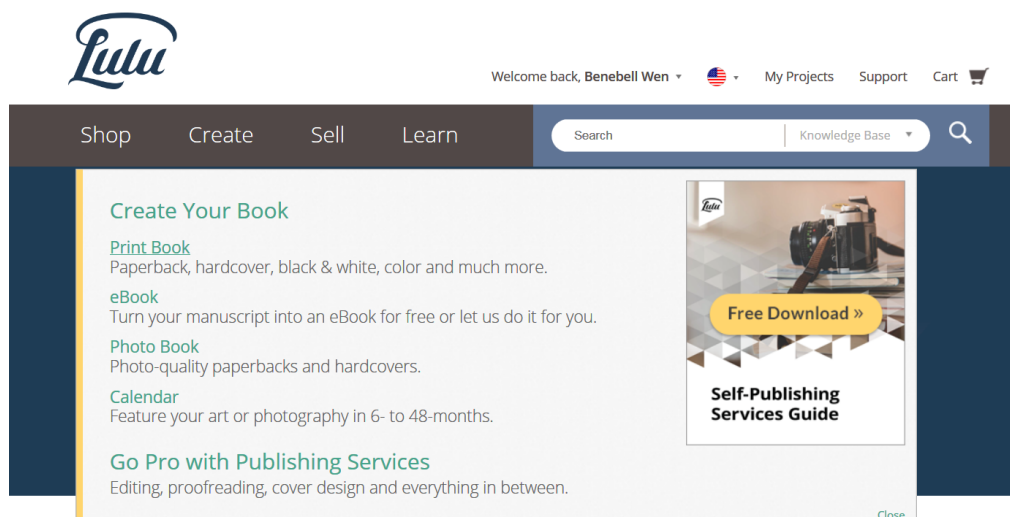 Lulu
Welcome back, Benebell Wen
My Projects
Support
Cart
Shop
Create
Sell
Learn
Search
Knowledge Base
Create Your Book
Print Book
Paperback, hardcover, black & white, color and much more.
eBook
Turn your manuscript into an eBook for free or let us do it for you.
Photo Book
Photo-quality paperbacks and hardcovers.
Calendar
Feature your art or photography in 6- to 48-months.
Go Pro with Publishing Services
Editing, proofreading, cover design and everything in between.
Lulu
Free Download »
Self-Publishing
Services Guide
Close